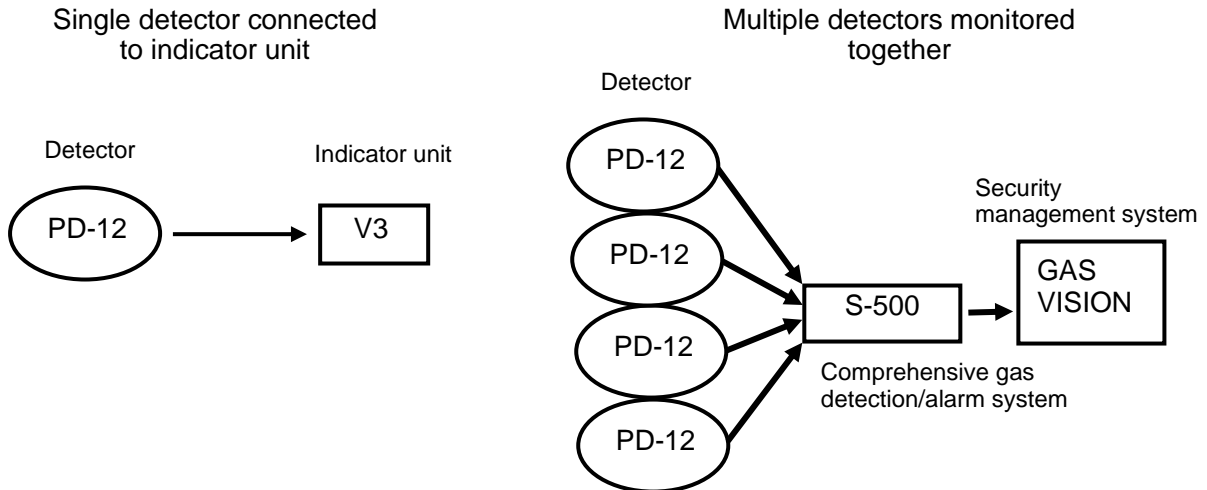 Single detector connected
to indicator unit
Detector
Indicator unit
PD-12
V3
Multiple detectors monitored
together
Detector
PD-12
PD-12
PD-12
PD-12
S-500
Comprehensive gas
detection/alarm system
Security
management system
GAS
VISION